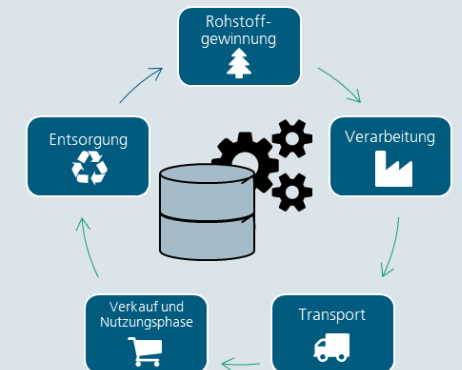 Rohstoff-
gewinnung
Verarbeitung
Transport
Verkauf und
Nutzungsphase
Entsorgung